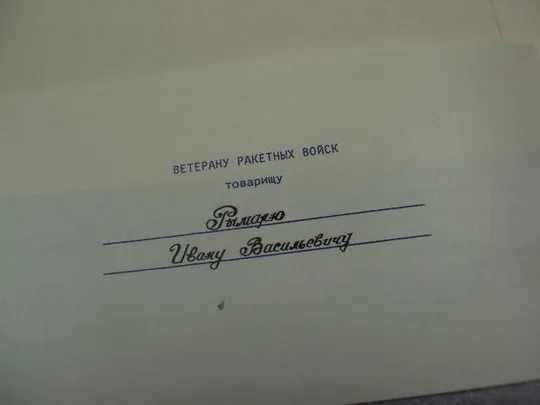 ВЕТЕРАНУ РАКЕТНЫХ ВОЙСК
товарищу
Рымарю
Ивану Васильевичу